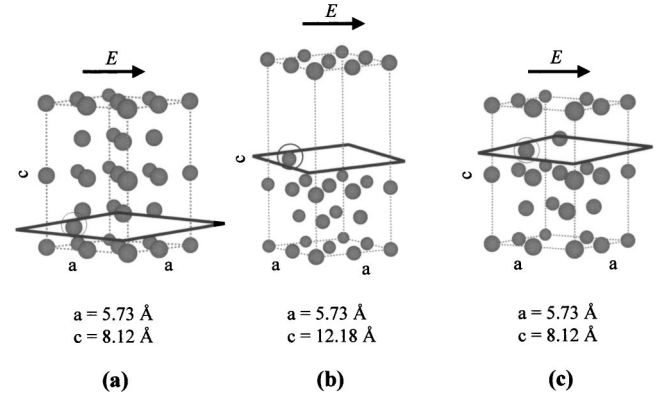 E
E
E
c
c
c
a a
a a
a a
a = 5.73 Å
c = 8.12 Å
a = 5.73 Å
c = 12.18 Å
a = 5.73 Å
c = 8.12 Å
(a)
(b)
(c)